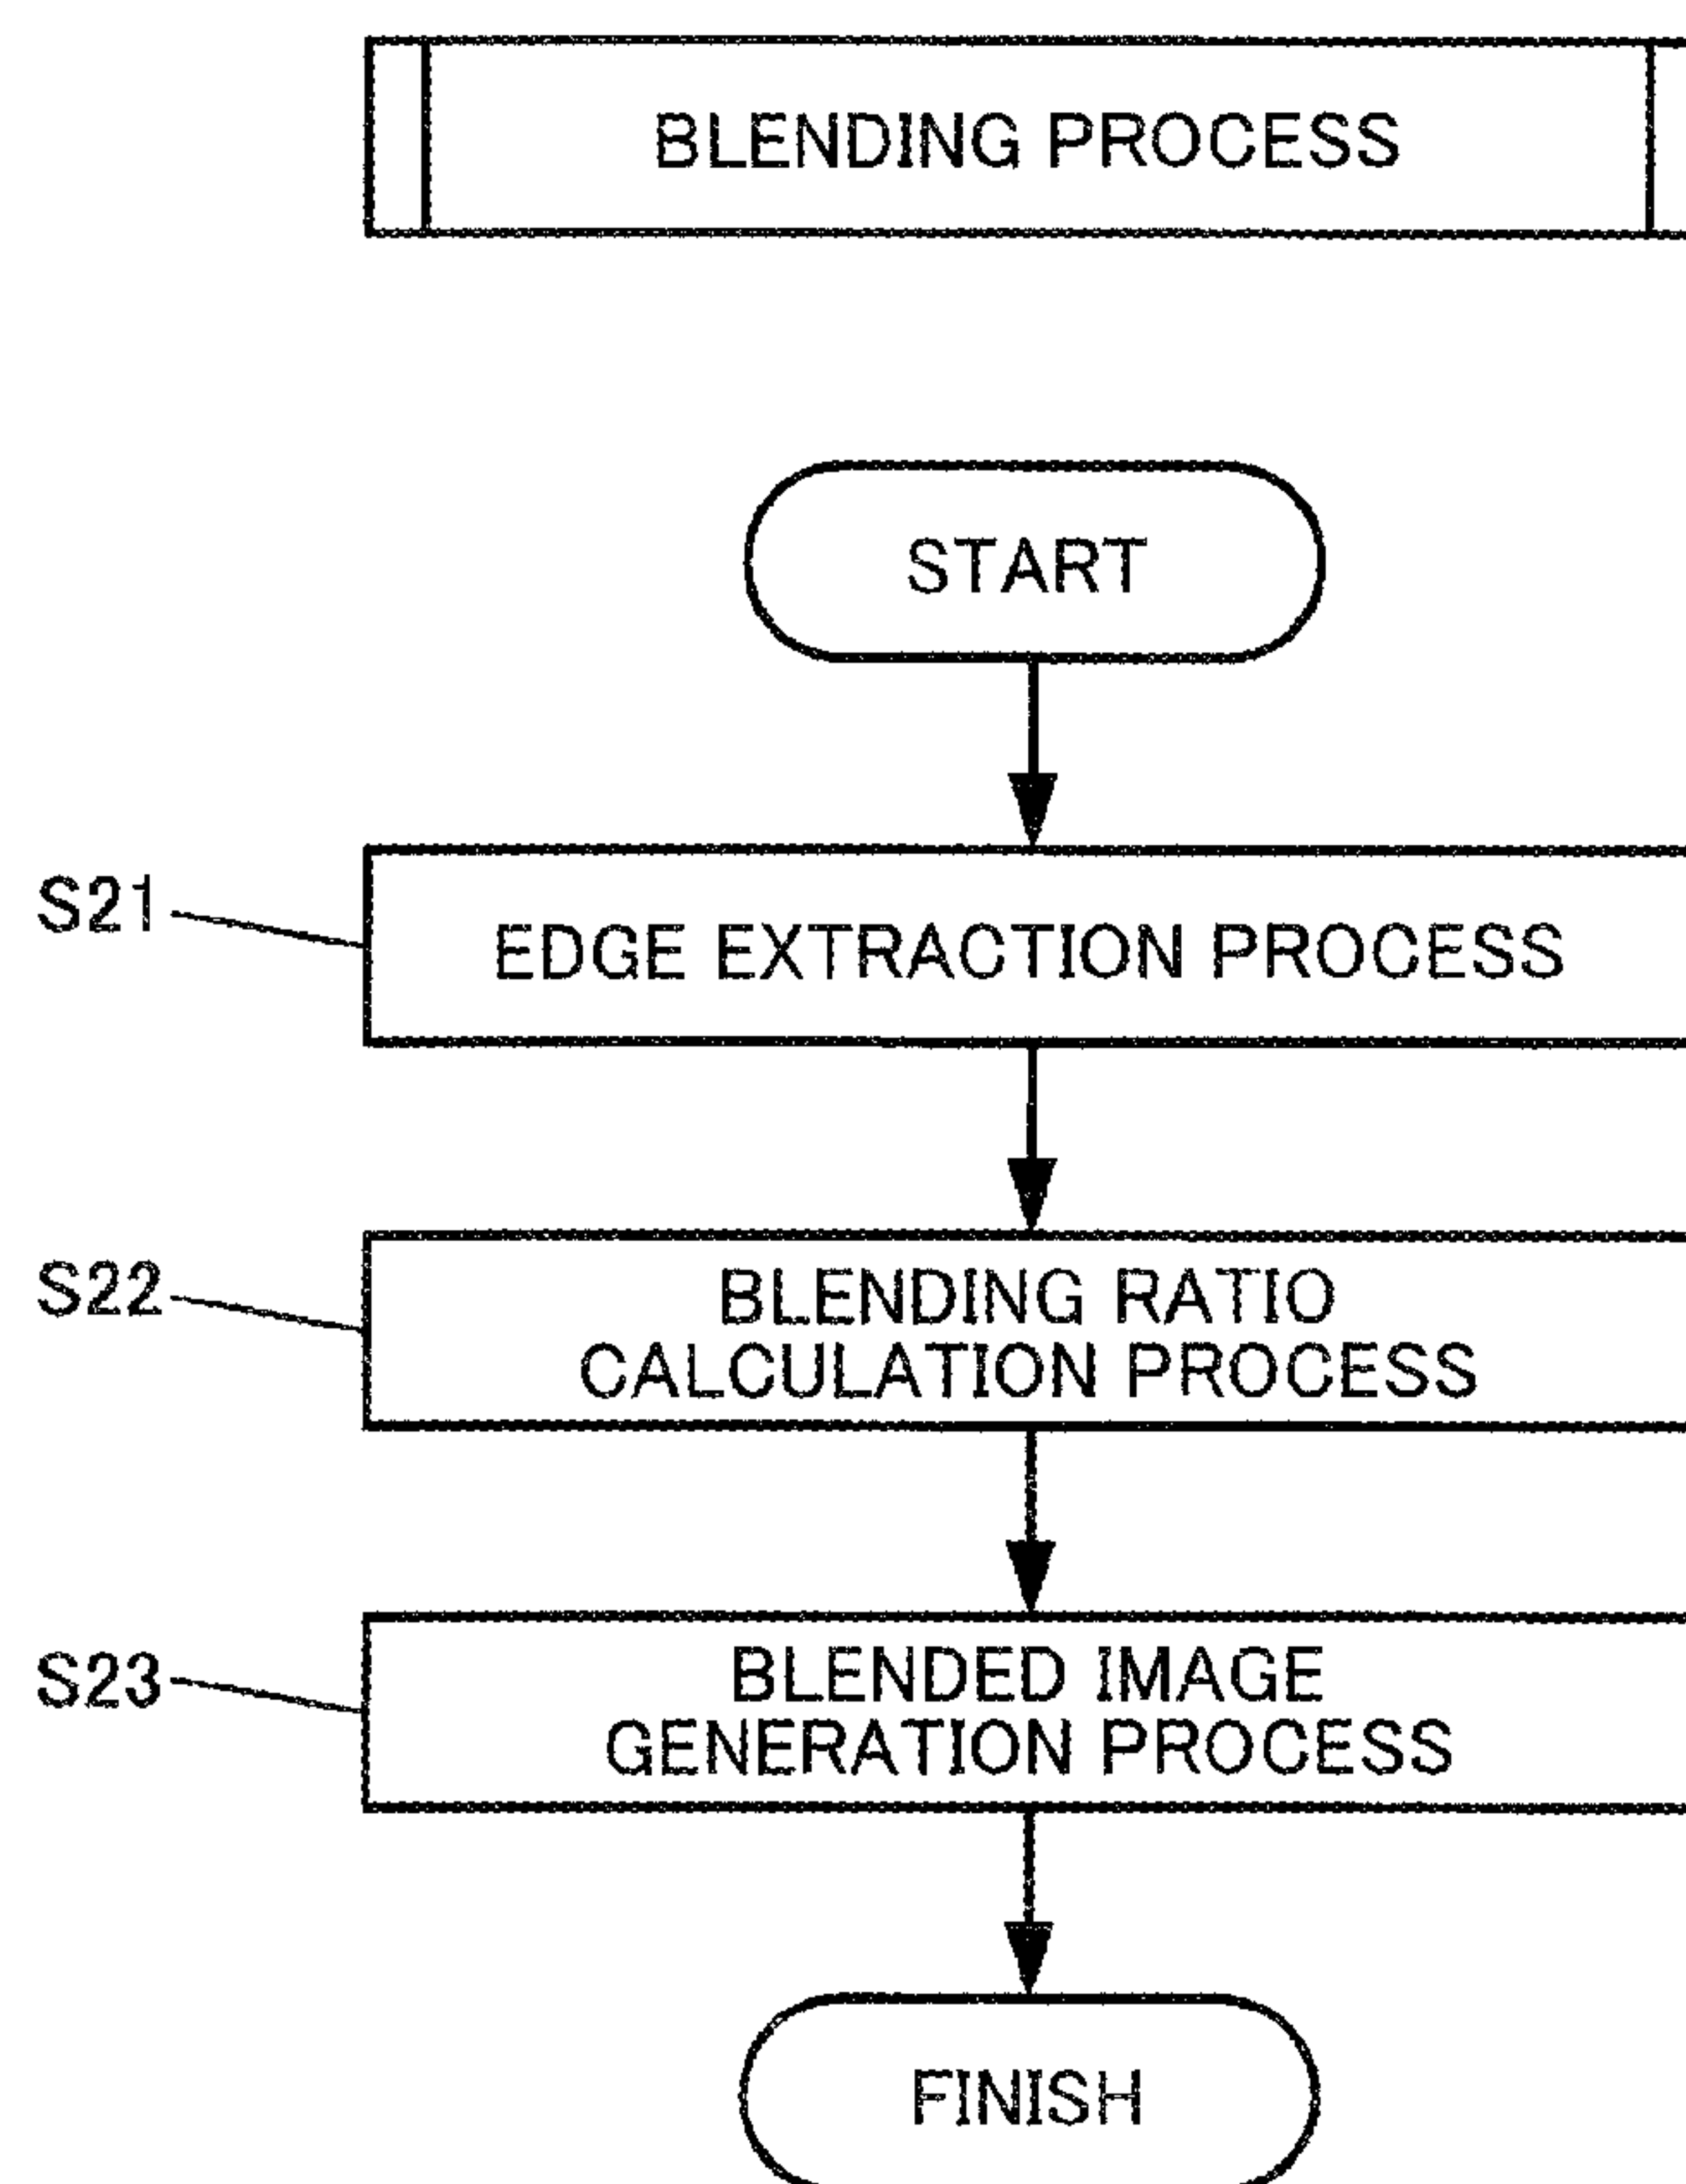 BLENDING PROCESS
START
S21
EDGE EXTRACTION PROCESS
S22
BLENDING RATIO
CALCULATION PROCESS
S23
BLENDED IMAGE
GENERATION PROCESS
FINISH